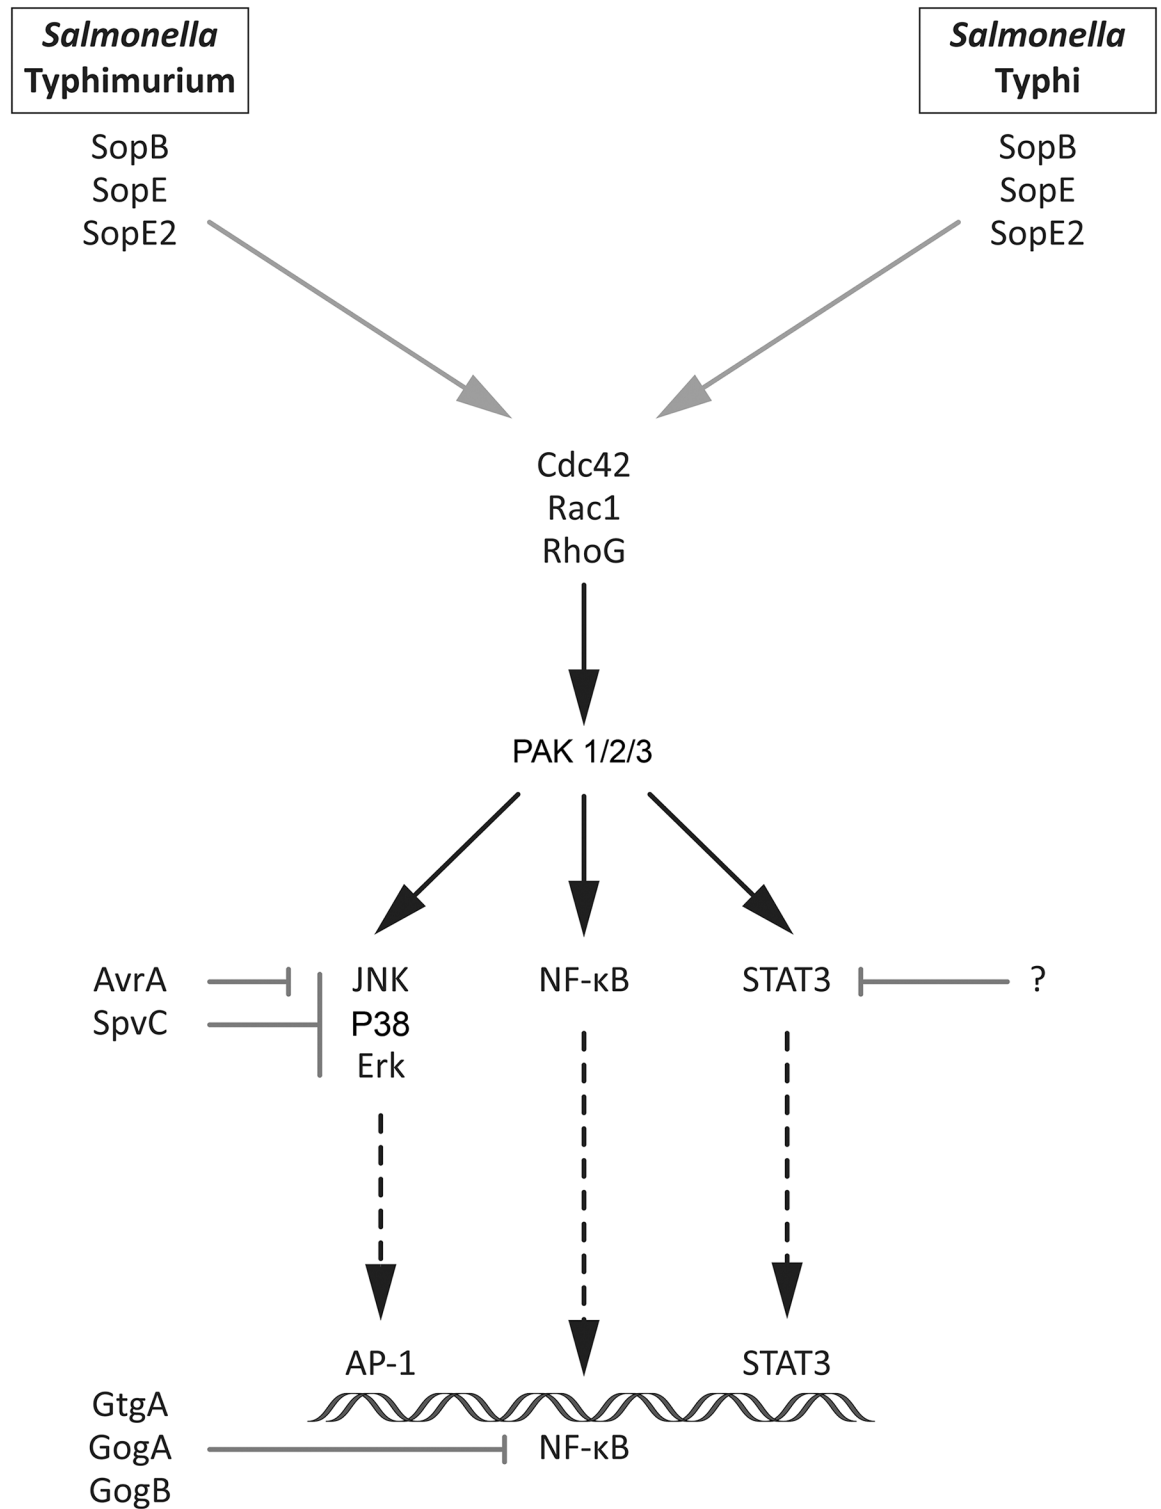 Salmonella
Typhimurium
SopB
SopE
SopE2
Salmonella
Typhi
SopB
SopE
SopE2
Cdc42
Rac1
RhoG
PAK 1/2/3
AvrA
SpvC
JNK
P38
Erk
NF-κB
STAT3
?
AP-1
STAT3
GtgA
GogA
GogB
NF-κB